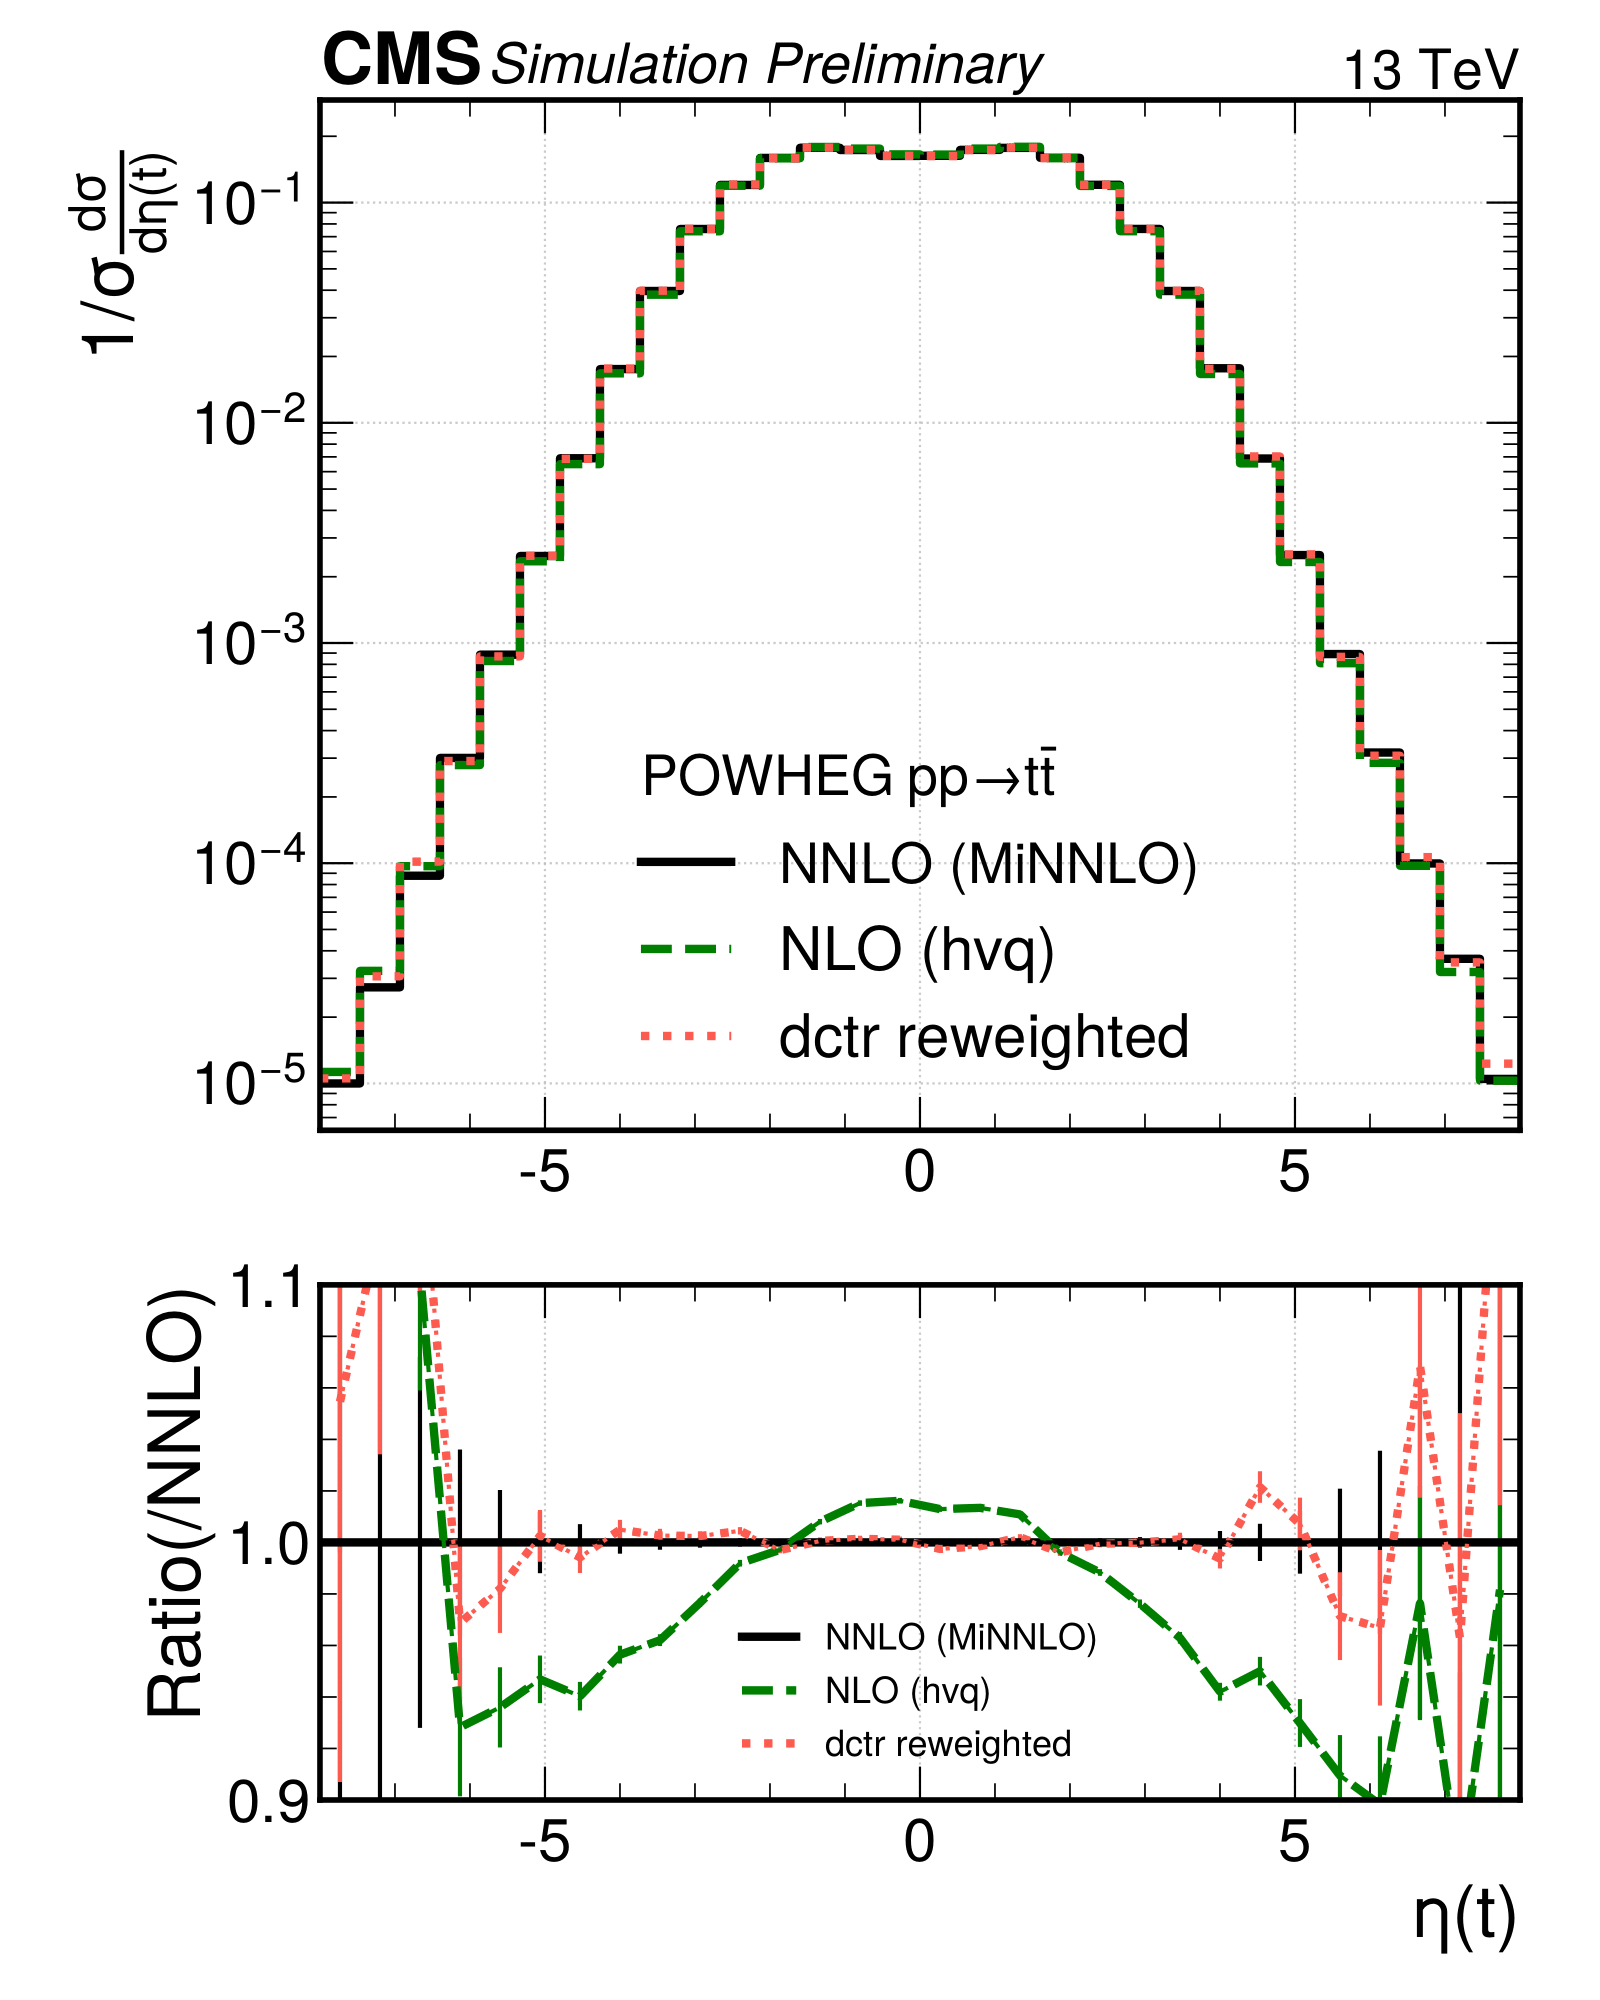 CMS Simulation Preliminary 13 TeV
1/σ dσ/dη(t)
10⁻¹
10⁻²
10⁻³
10⁻⁴
10⁻⁵
POWHEG pp→tt̄
NNLO (MiNNLO)
NLO (hvq)
dctr reweighted
-5 0 5
Ratio(/NNLO)
1.1
1.0
0.9
NNLO (MiNNLO)
NLO (hvq)
dctr reweighted
-5 0 5
η(t)